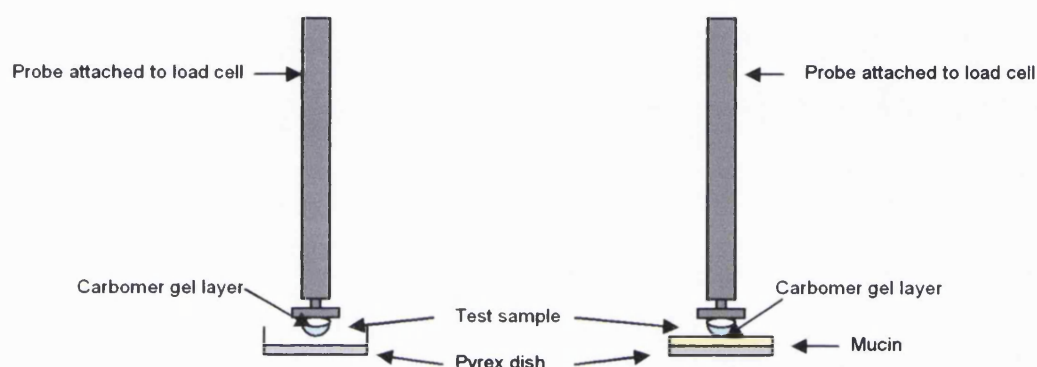 Probe attached to load cell
Probe attached to load cell
Carbomer gel layer
Carbomer gel layer
Test sample
Mucin
Pyrex dish